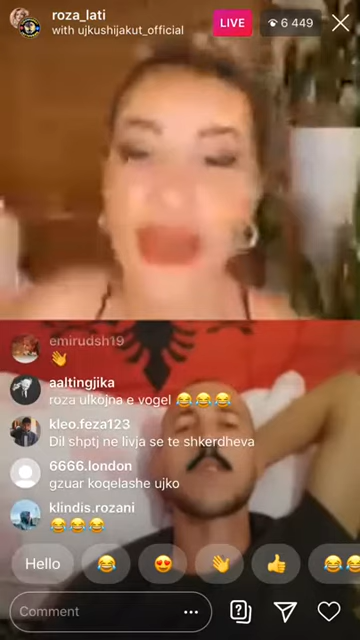 roza_lati
with ujkushijakut_official
LIVE
6 449
emirudsh19
👋
aaltingjika
roza ulkojna e vogel 😂😂😂
kleo.feza123
Dil shptj ne livja se te shkerdheva
6666.london
gzuar koqelashe ujko
klindis.rozani
😂😂😂
Hello 😂 😍 👋 👍 😂😂
Comment